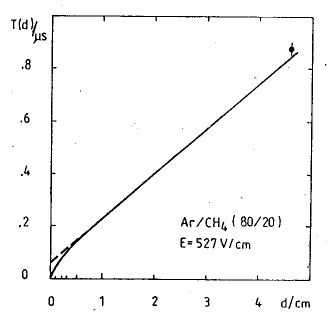 T(d)/μs
.8
.6
.4
.2
0
Ar/CH4 (80/20)
E=527 V/cm
0 1 2 3 4 d/cm